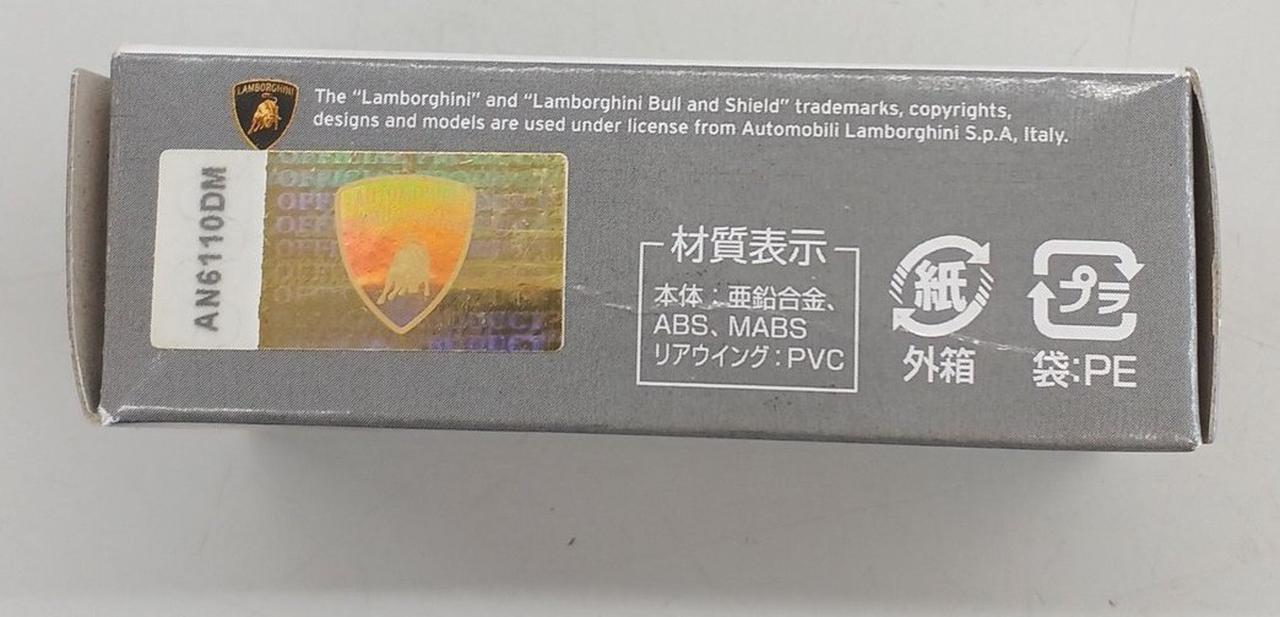 LAMBORGHINI
The “Lamborghini” and “Lamborghini Bull and Shield” trademarks, copyrights,
designs and models are used under license from Automobili Lamborghini S.p.A, Italy.
AN6110DM
OFFICIAL
材質表示
本体：亜鉛合金、
ABS、MABS
リアウイング：PVC
紙
外箱
プラ
袋:PE